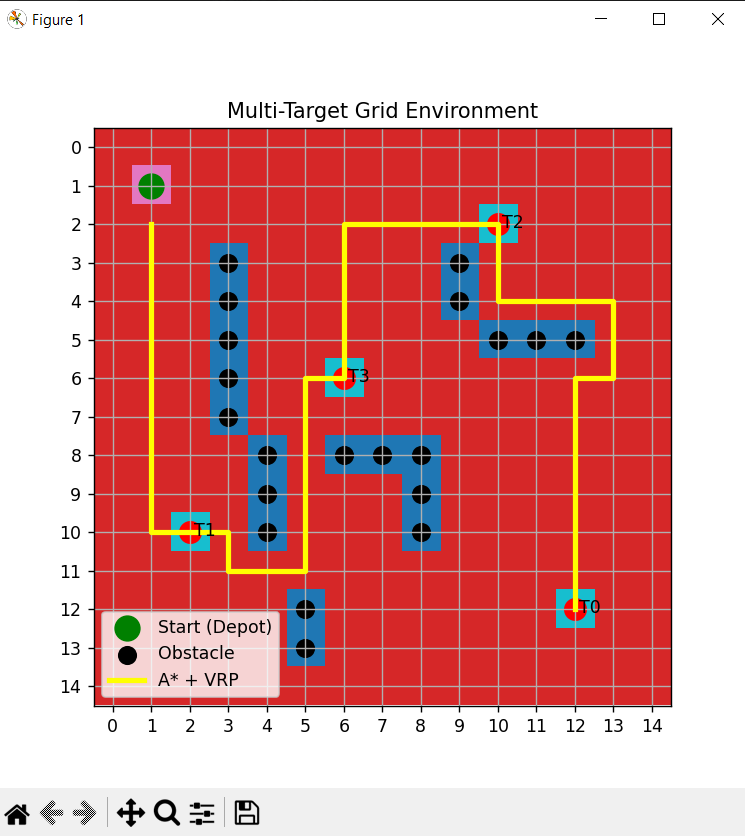 Figure 1
Multi-Target Grid Environment
0
1
2
T2
3
4
5
6
T3
7
8
9
10
T1
11
12
T0
13
14
Start (Depot)
Obstacle
A* + VRP
0 1 2 3 4 5 6 7 8 9 10 11 12 13 14